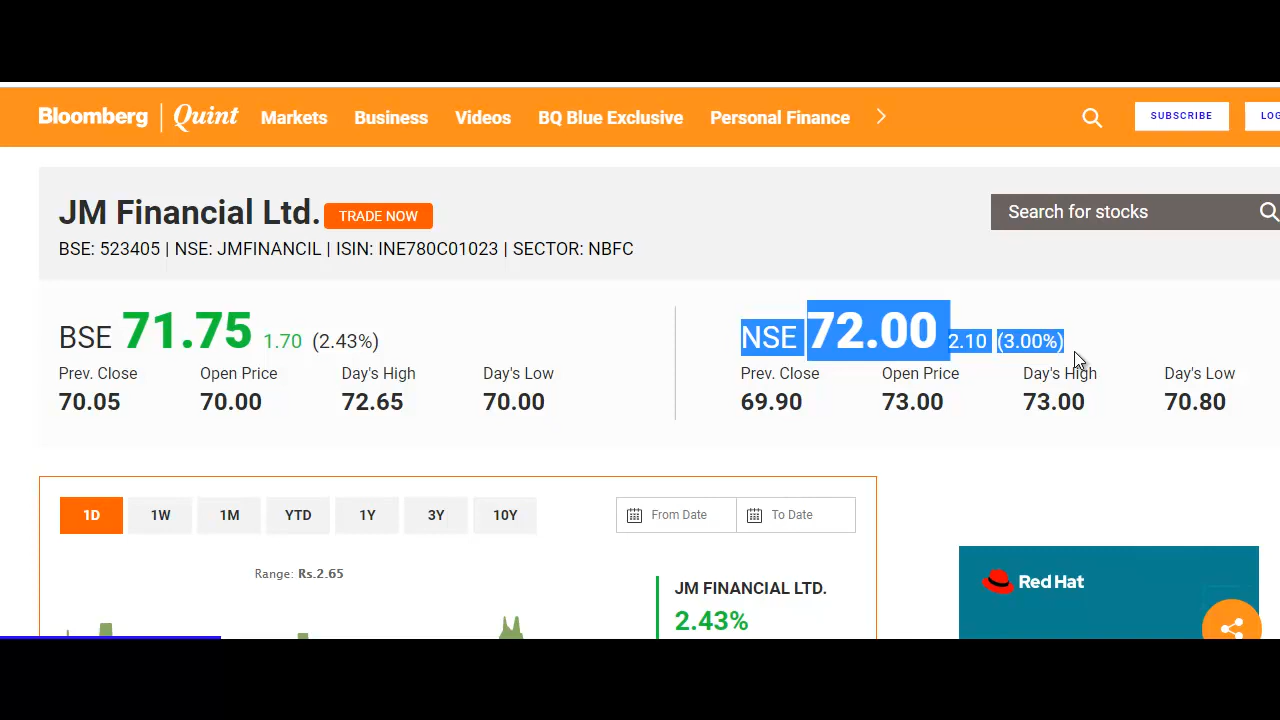 Bloomberg | Quint Markets Business Videos BQ Blue Exclusive Personal Finance
SUBSCRIBE
LOG
JM Financial Ltd. TRADE NOW
Search for stocks
BSE: 523405 | NSE: JMFINANCIL | ISIN: INE780C01023 | SECTOR: NBFC
BSE 71.75 1.70 (2.43%)
Prev. Close Open Price Day's High Day's Low
70.05 70.00 72.65 70.00
NSE 72.00 2.10 (3.00%)
Prev. Close Open Price Day's High Day's Low
69.90 73.00 73.00 70.80
1D 1W 1M YTD 1Y 3Y 10Y
From Date To Date
Range: Rs.2.65
JM FINANCIAL LTD.
2.43%
Red Hat